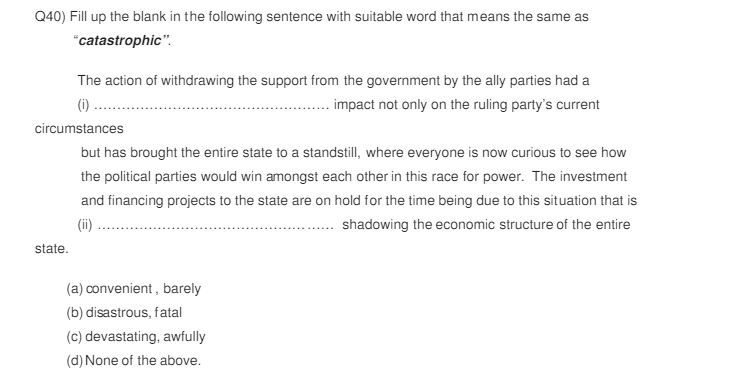 Q40) Fill up the blank in the following sentence with suitable word that means the same as
“catastrophic”.
The action of withdrawing the support from the government by the ally parties had a
(i) ................................................... impact not only on the ruling party’s current
circumstances
but has brought the entire state to a standstill, where everyone is now curious to see how
the political parties would win amongst each other in this race for power. The investment
and financing projects to the state are on hold for the time being due to this situation that is
(ii) ................................................... shadowing the economic structure of the entire
state.
(a) convenient , barely
(b) disastrous, fatal
(c) devastating, awfully
(d) None of the above.